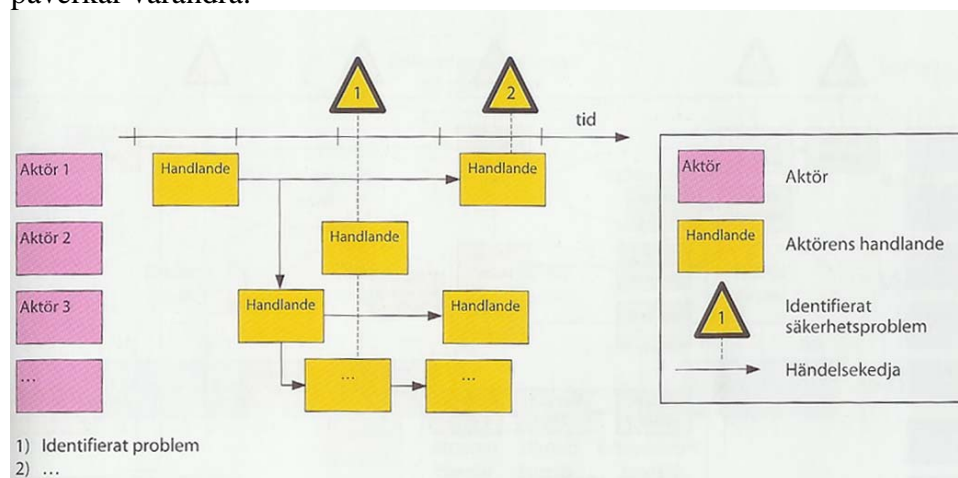 påverkar varandra.
1
2
tid
Aktör 1
Handlande
Handlande
Aktör 2
Handlande
Aktör 3
Handlande
Handlande
...
...
...
1) Identifierat problem
2) ...
Aktör
Aktör
Handlande
Aktörens handlande
1
Identifierat
säkerhetsproblem
Händelsekedja